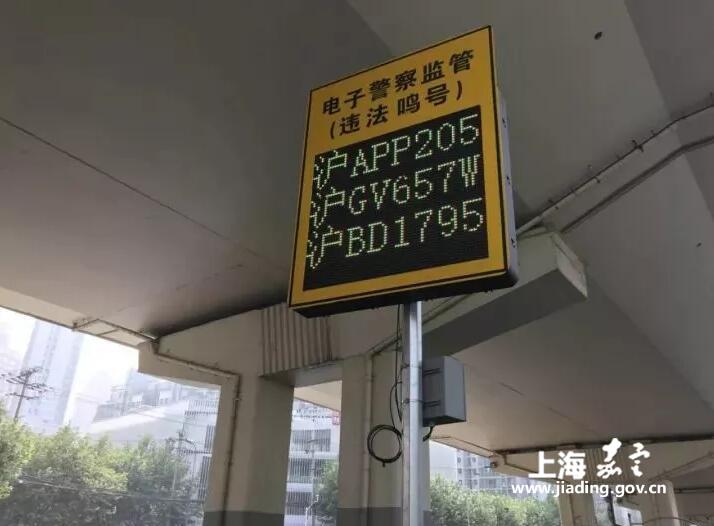 电子警察监管
(违法鸣号)
沪APP205
沪GV657W
沪BD1795
上海嘉定
www.jiading.gov.cn